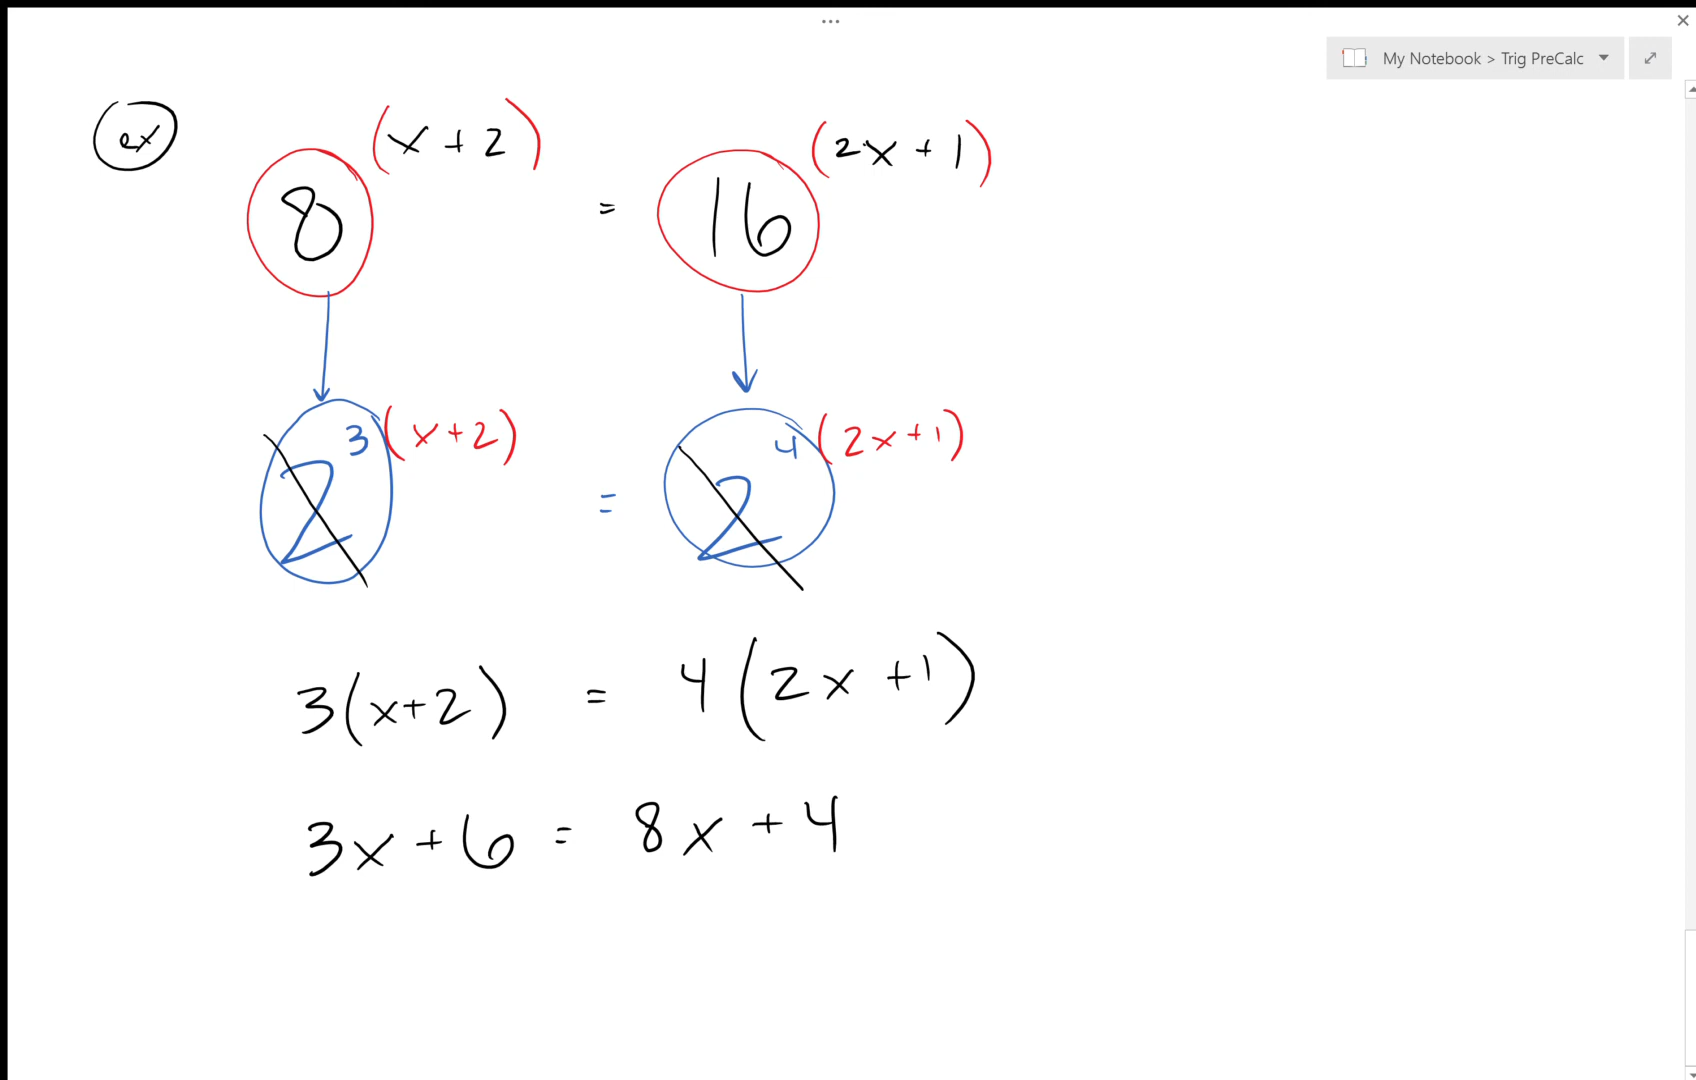 ...
My Notebook > Trig PreCalc
ex
8^(x+2) = 16^(2x+1)
2^3(x+2) = 2^4(2x+1)
3(x+2) = 4(2x+1)
3x+6 = 8x+4